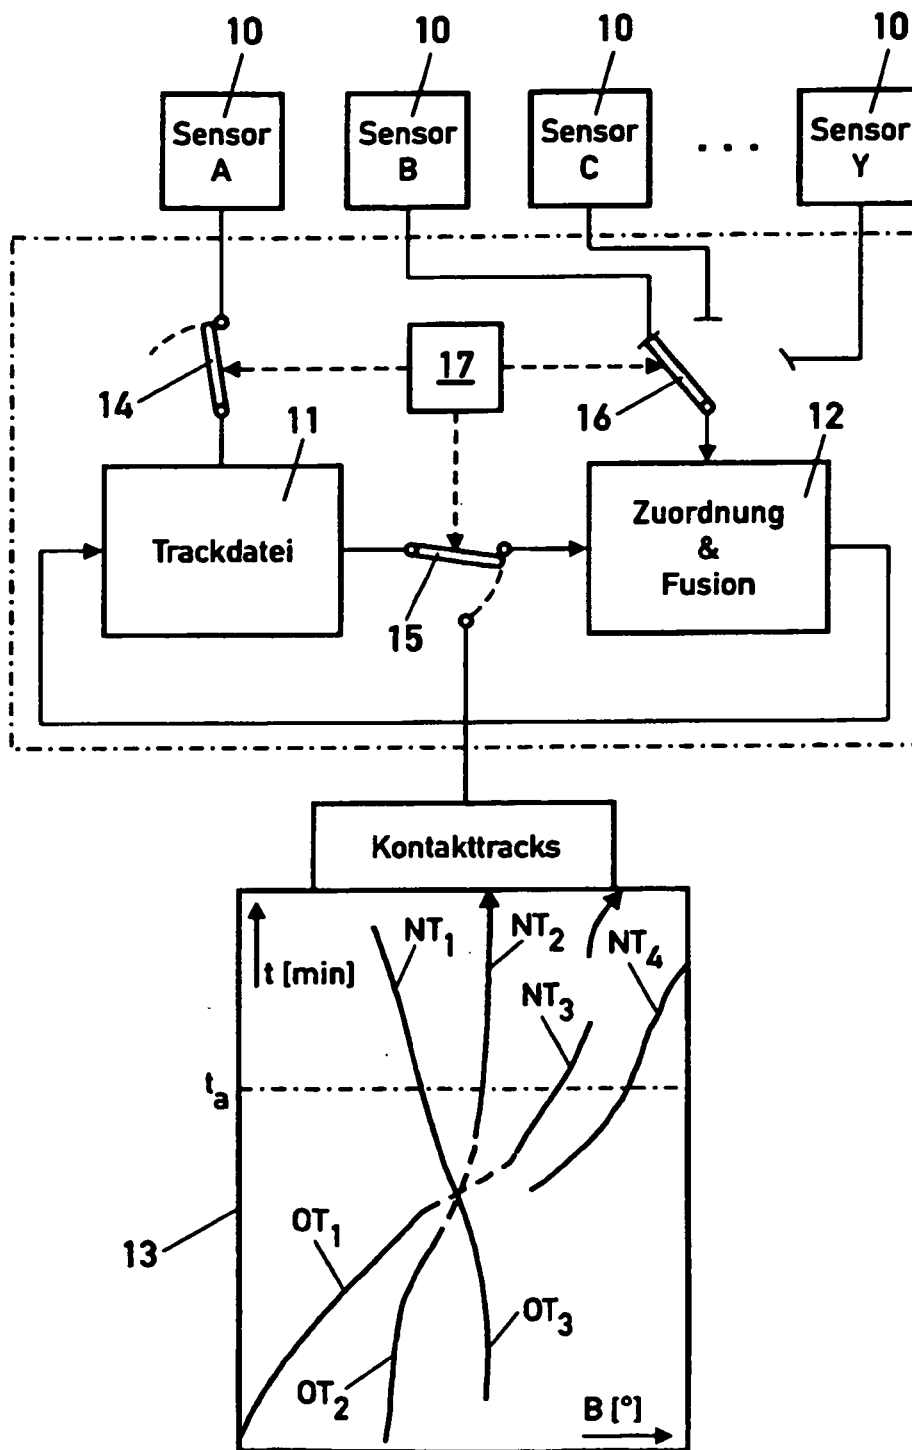 10 10 10 10
Sensor A
Sensor B
Sensor C
. . .
Sensor Y
17
14
16
11
12
Trackdatei
Zuordnung
&
Fusion
15
Kontakttracks
t [min]
NT1
NT2
NT3
NT4
ta
OT1
13
OT3
OT2
B [°]